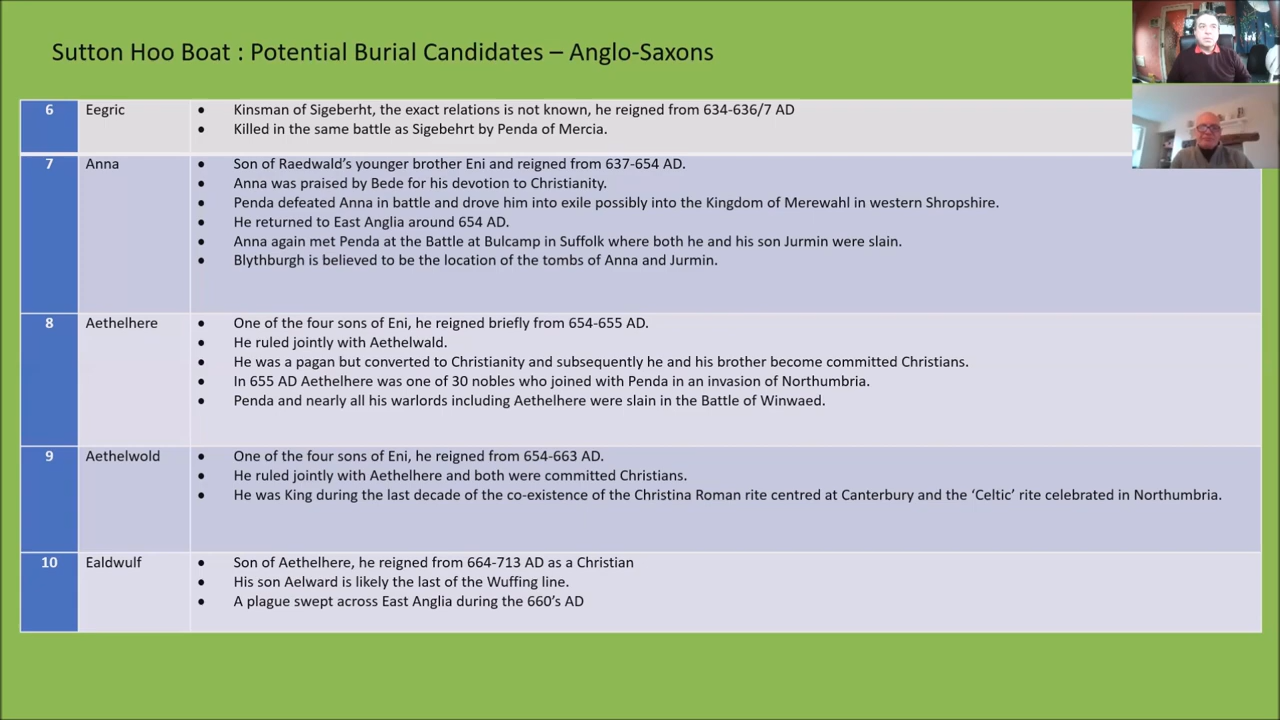 Sutton Hoo Boat : Potential Burial Candidates – Anglo-Saxons
6 Eegric • Kinsman of Sigeberht, the exact relations is not known, he reigned from 634-636/7 AD
• Killed in the same battle as Sigebehrt by Penda of Mercia.
7 Anna • Son of Raedwald’s younger brother Eni and reigned from 637-654 AD.
• Anna was praised by Bede for his devotion to Christianity.
• Penda defeated Anna in battle and drove him into exile possibly into the Kingdom of Merewahl in western Shropshire.
• He returned to East Anglia around 654 AD.
• Anna again met Penda at the Battle at Bulcamp in Suffolk where both he and his son Jurmin were slain.
• Blythburgh is believed to be the location of the tombs of Anna and Jurmin.
8 Aethelhere • One of the four sons of Eni, he reigned briefly from 654-655 AD.
• He ruled jointly with Aethelwald.
• He was a pagan but converted to Christianity and subsequently he and his brother become committed Christians.
• In 655 AD Aethelhere was one of 30 nobles who joined with Penda in an invasion of Northumbria.
• Penda and nearly all his warlords including Aethelhere were slain in the Battle of Winwaed.
9 Aethelwold • One of the four sons of Eni, he reigned from 654-663 AD.
• He ruled jointly with Aethelhere and both were committed Christians.
• He was King during the last decade of the co-existence of the Christina Roman rite centred at Canterbury and the ‘Celtic’ rite celebrated in Northumbria.
10 Ealdwulf • Son of Aethelhere, he reigned from 664-713 AD as a Christian
• His son Aelward is likely the last of the Wuffing line.
• A plague swept across East Anglia during the 660’s AD